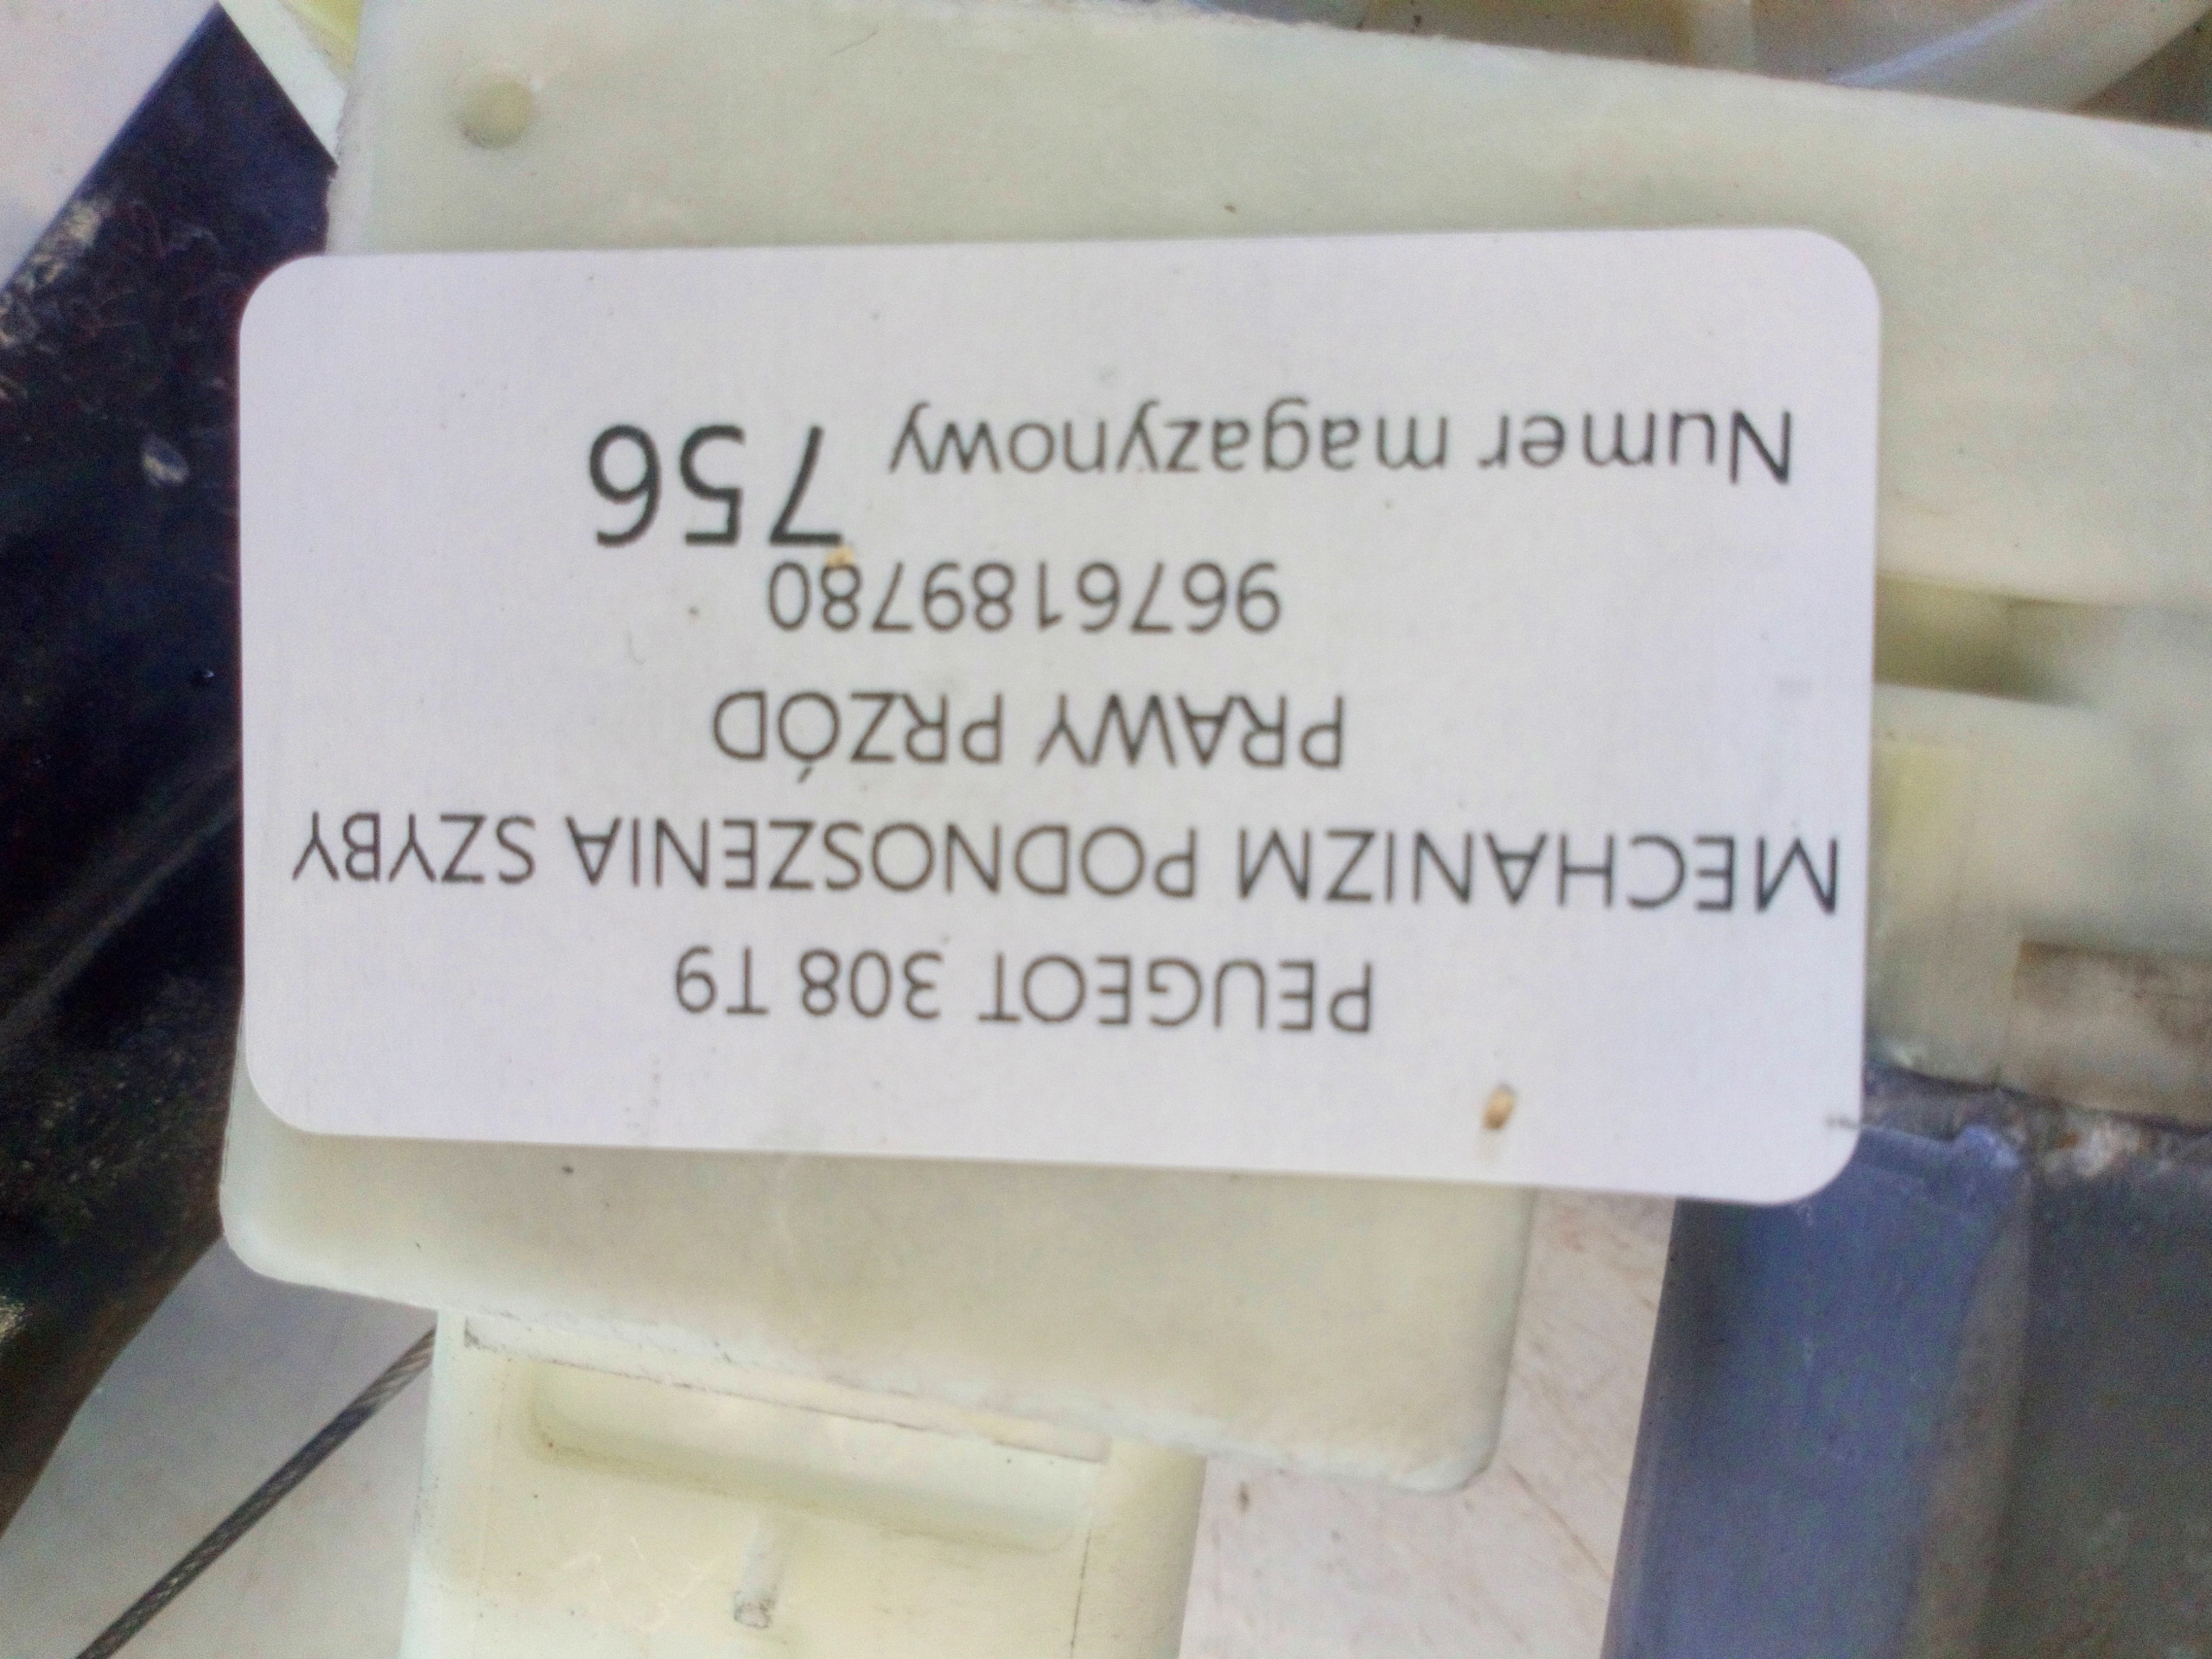 PEUGEOT 308 T9
MECHANIZM PODNOSZENIA SZYBY
PRAWY PRZÓD
9676189780
Numer magazynowy 756